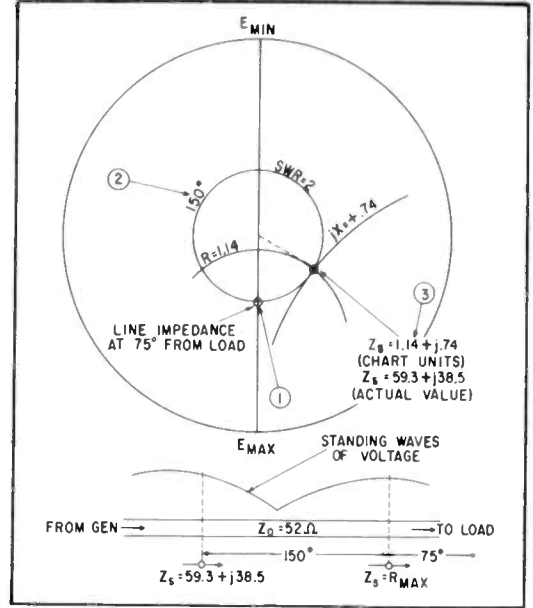 EMIN
2
150°
SWR=2
jX=+.74
R=1.14
3
LINE IMPEDANCE
AT 75° FROM LOAD
1
Zs=1.14+j.74
(CHART UNITS)
Zs=59.3+j38.5
(ACTUAL VALUE)
EMAX
STANDING WAVES
OF VOLTAGE
FROM GEN
Z0=52Ω
TO LOAD
150°
75°
Zs=59.3+j38.5
Zs=RMAX